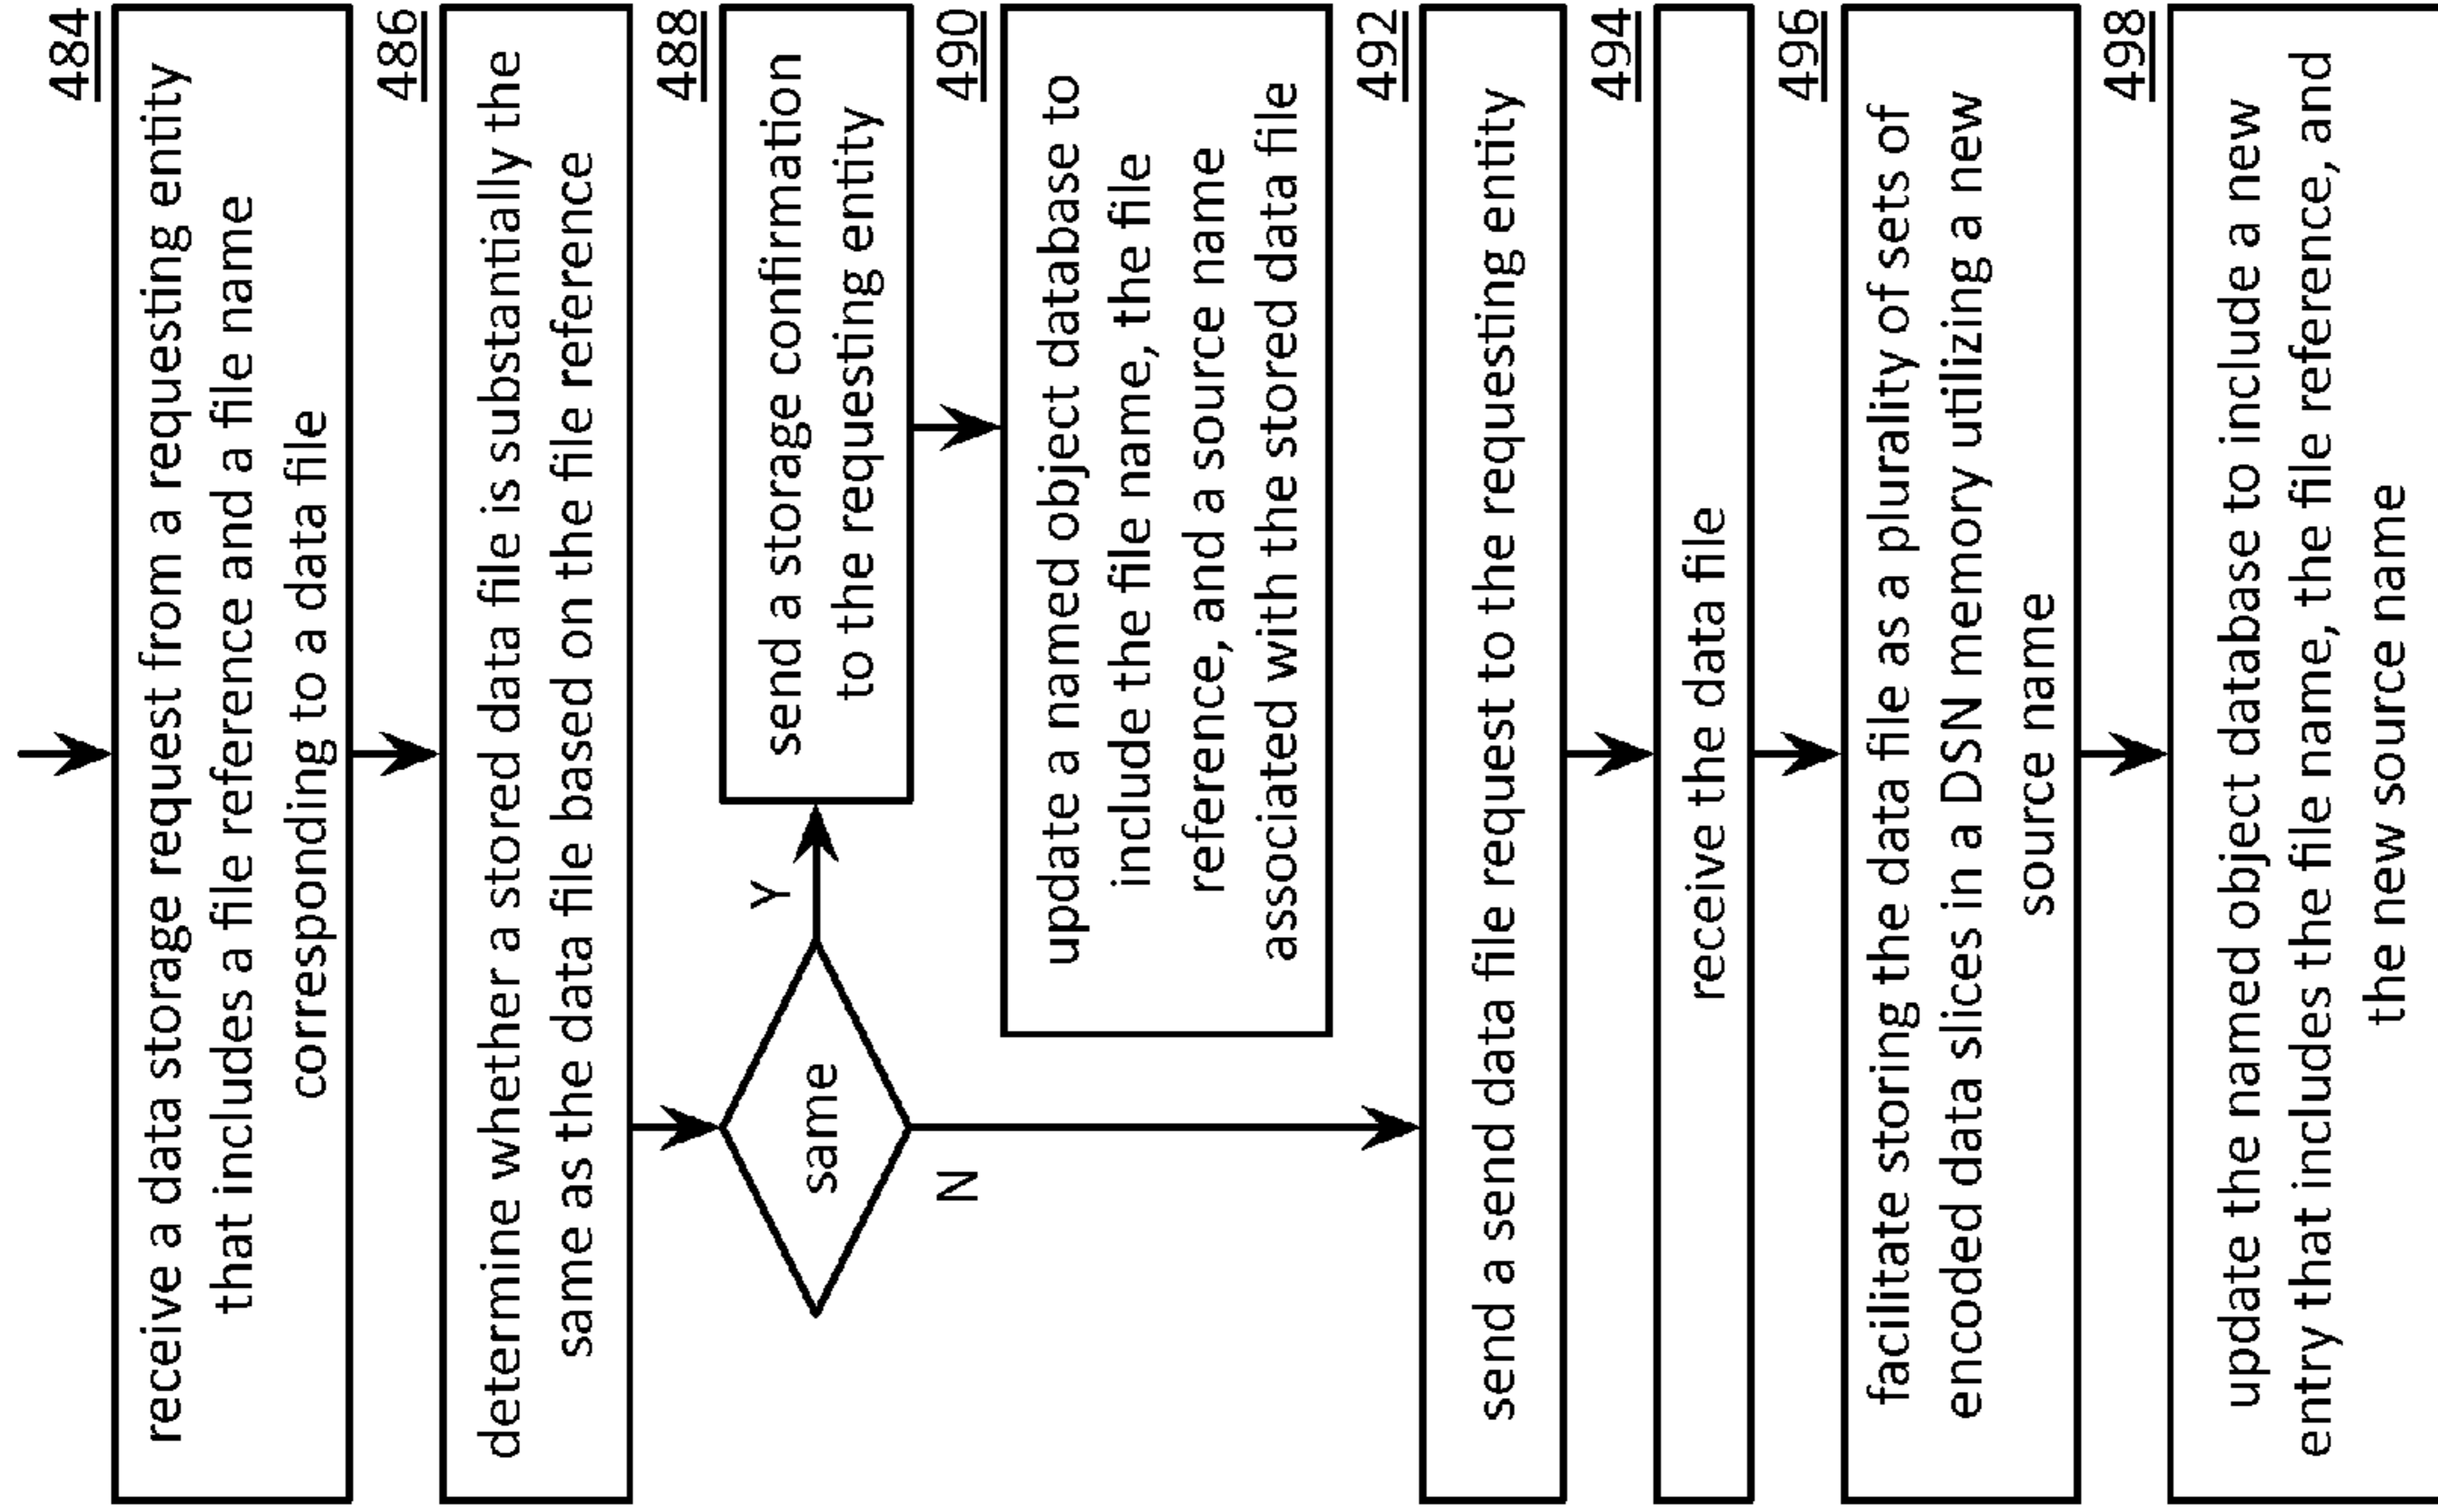 484
receive a data storage request from a requesting entity
that includes a file reference and a file name
corresponding to a data file
486
determine whether a stored data file is substantially the
same as the data file based on the file reference
same
Y
N
488
send a storage confirmation
to the requesting entity
490
update a named object database to
include the file name, the file
reference, and a source name
associated with the stored data file
492
send a send data file request to the requesting entity
494
receive the data file
496
facilitate storing the data file as a plurality of sets of
encoded data slices in a DSN memory utilizing a new
source name
498
update the named object database to include a new
entry that includes the file name, the file reference, and
the new source name